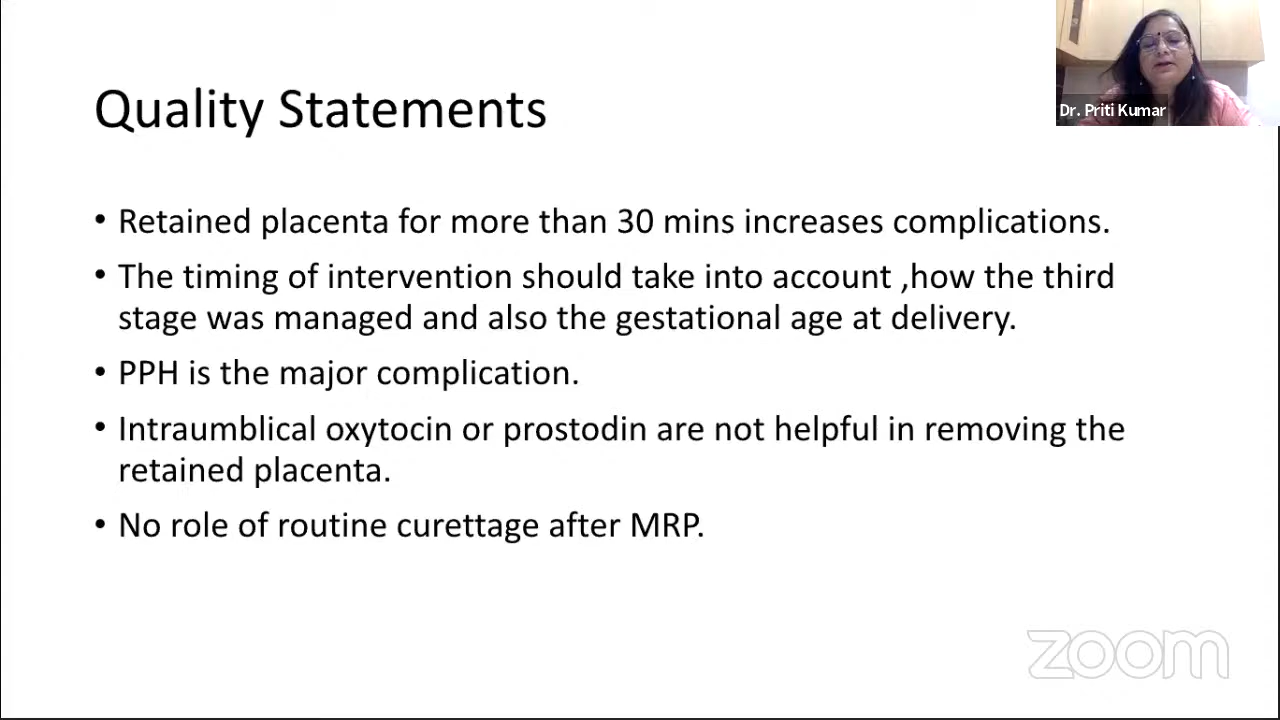 Quality Statements
Dr. Priti Kumar
• Retained placenta for more than 30 mins increases complications.
• The timing of intervention should take into account ,how the third
stage was managed and also the gestational age at delivery.
• PPH is the major complication.
• Intraumblical oxytocin or prostodin are not helpful in removing the
retained placenta.
• No role of routine curettage after MRP.
zoom